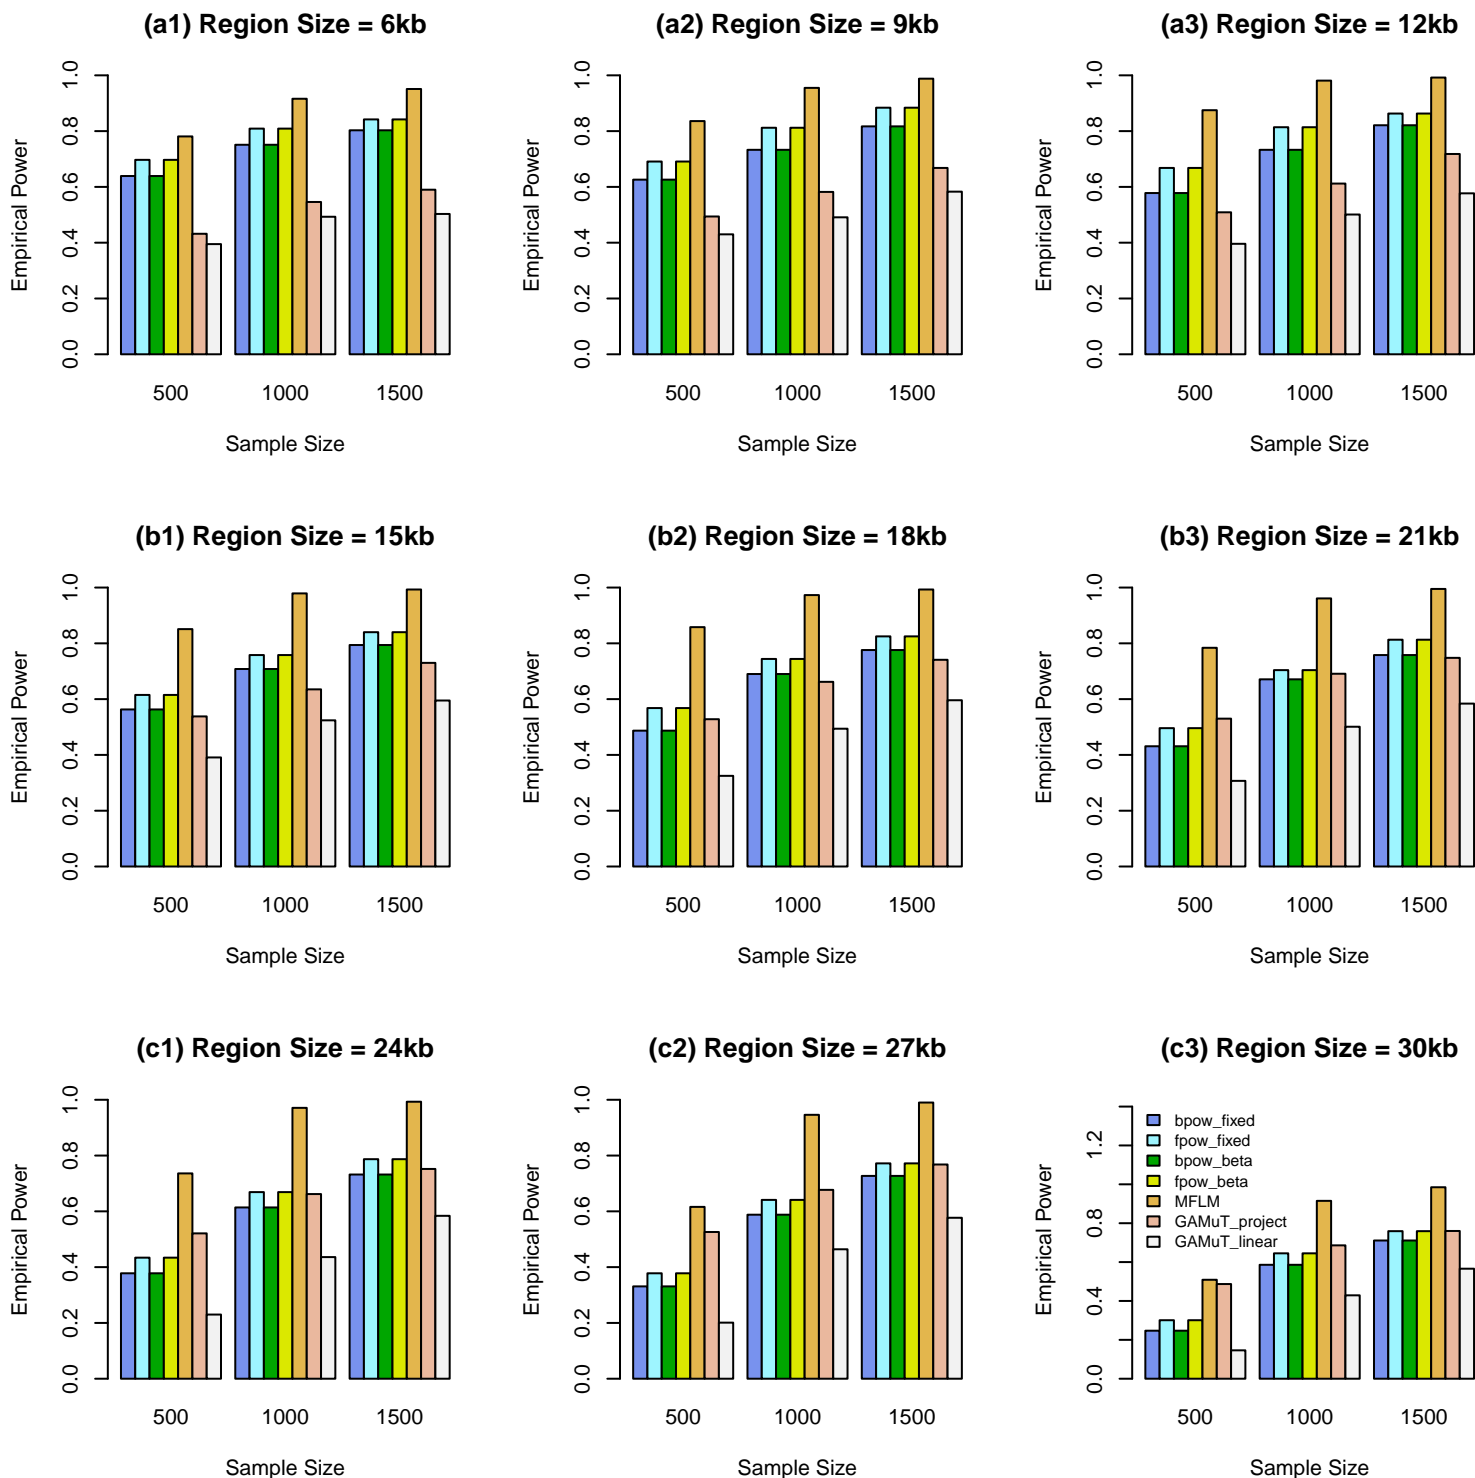 (a1) Region Size = 6kb
Empirical Power
0.0 0.2 0.4 0.6 0.8 1.0
500 1000 1500
Sample Size
(a2) Region Size = 9kb
Empirical Power
0.0 0.2 0.4 0.6 0.8 1.0
500 1000 1500
Sample Size
(a3) Region Size = 12kb
Empirical Power
0.0 0.2 0.4 0.6 0.8 1.0
500 1000 1500
Sample Size
(b1) Region Size = 15kb
Empirical Power
0.0 0.2 0.4 0.6 0.8 1.0
500 1000 1500
Sample Size
(b2) Region Size = 18kb
Empirical Power
0.0 0.2 0.4 0.6 0.8 1.0
500 1000 1500
Sample Size
(b3) Region Size = 21kb
Empirical Power
0.0 0.2 0.4 0.6 0.8 1.0
500 1000 1500
Sample Size
(c1) Region Size = 24kb
Empirical Power
0.0 0.2 0.4 0.6 0.8 1.0
500 1000 1500
Sample Size
(c2) Region Size = 27kb
Empirical Power
0.0 0.2 0.4 0.6 0.8 1.0
500 1000 1500
Sample Size
(c3) Region Size = 30kb
Empirical Power
0.0 0.4 0.8 1.2
bpow_fixed
fpow_fixed
bpow_beta
fpow_beta
MFLM
GAMuT_project
GAMuT_linear
500 1000 1500
Sample Size